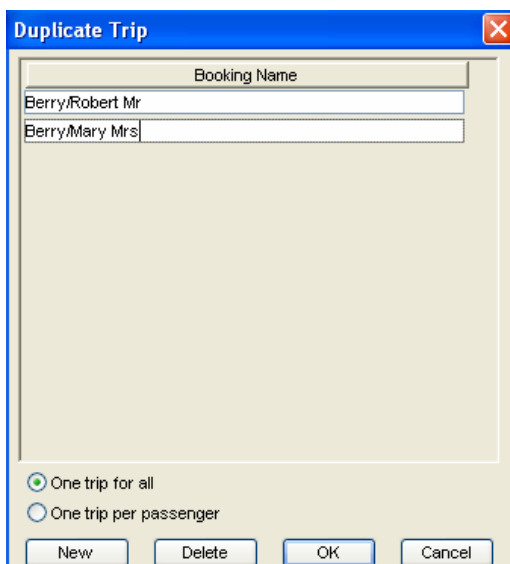 Duplicate Trip
Booking Name
Berry/Robert Mr
Berry/Mary Mrs
One trip for all
One trip per passenger
New Delete OK Cancel